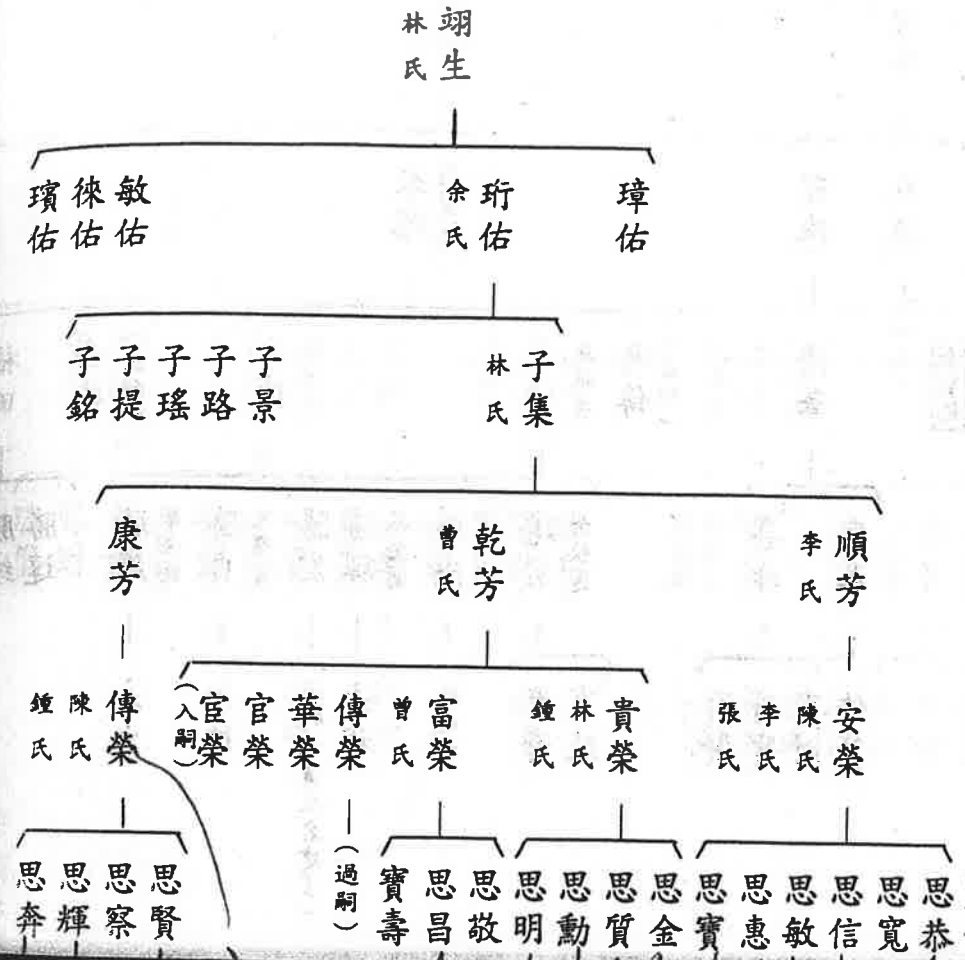 翊生
林氏
璋佑
珩佑
余氏
敏佑
徠佑
璸佑
子集
林氏
子景
子路
子瑤
子提
子銘
順芳
李氏
乾芳
曾氏
康芳
安榮
陳氏
李氏
張氏
貴榮
林氏
鍾氏
富榮
曾氏
傳榮
華榮
官榮
宦榮
(入嗣)
傳榮
陳氏
鍾氏
思恭
思寬
思信
思敏
思惠
思寶
思金
思質
思勳
思明
思敬
思昌
寶壽
(過嗣)
思賢
思察
思輝
思奔